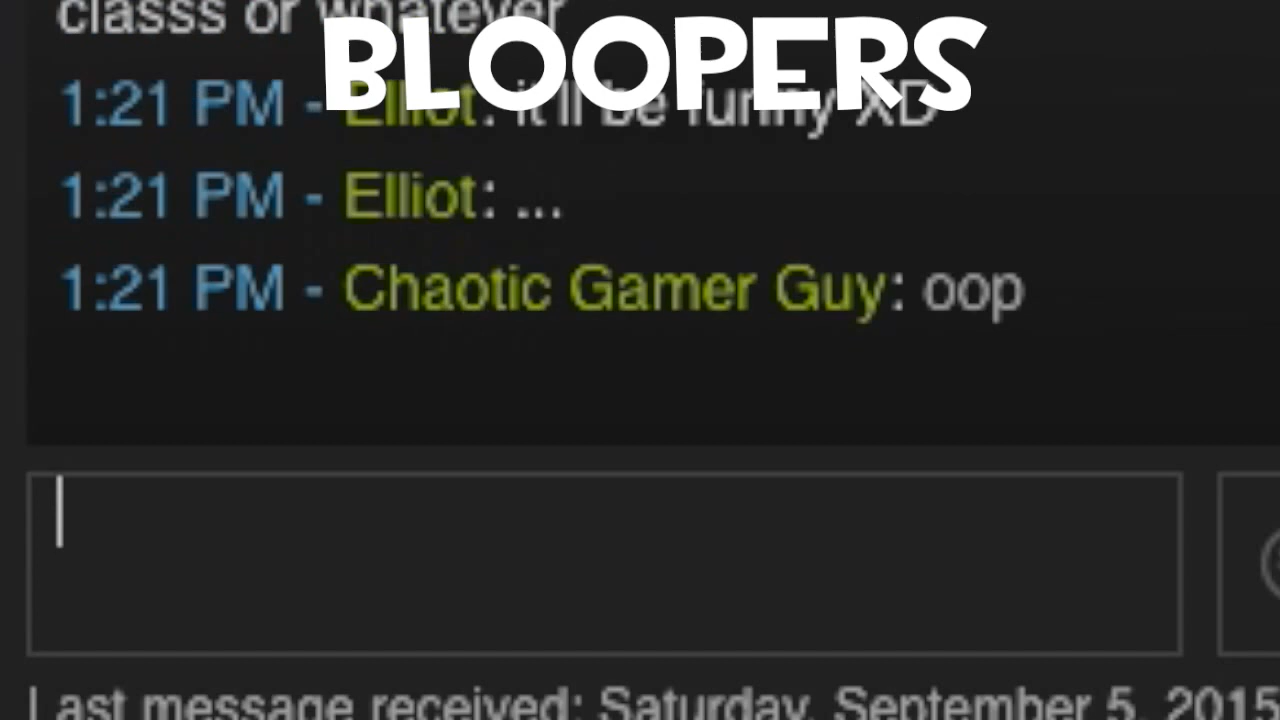 classs or whatever
BLOOPERS
1:21 PM - Elliot: it'll be funny XD
1:21 PM - Elliot: ...
1:21 PM - Chaotic Gamer Guy: oop
Last message received: Saturday, September 5, 2015